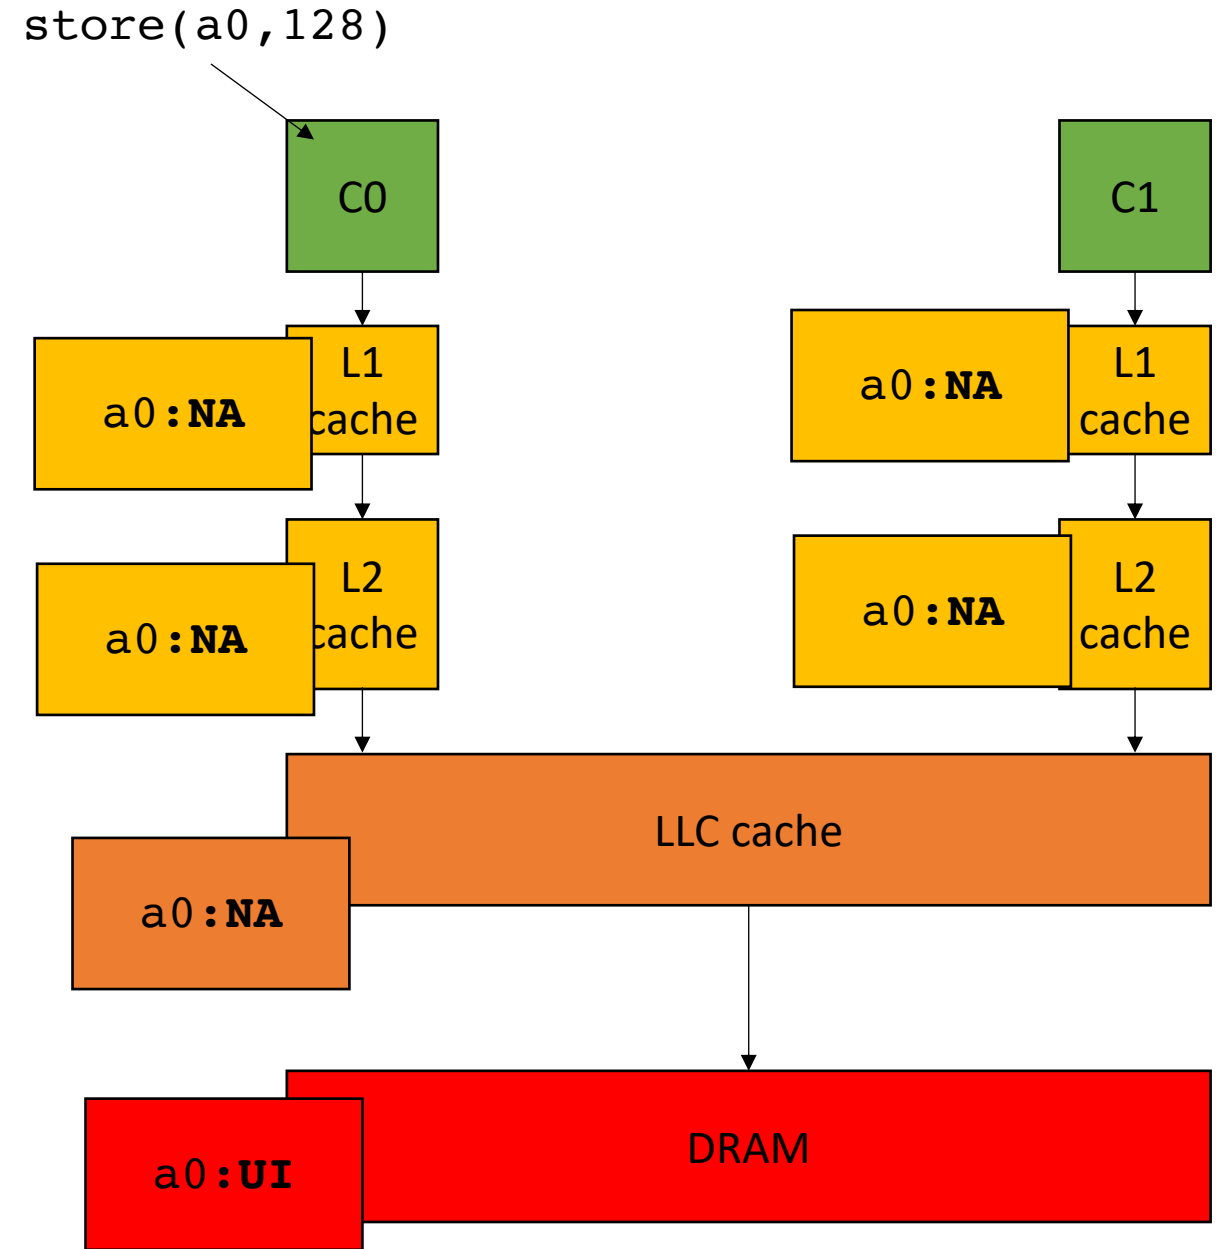 store(a0,128)
C0
C1
L1
cache
a0:NA
L1
cache
a0:NA
L2
cache
a0:NA
L2
cache
a0:NA
LLC cache
a0:NA
DRAM
a0:UI